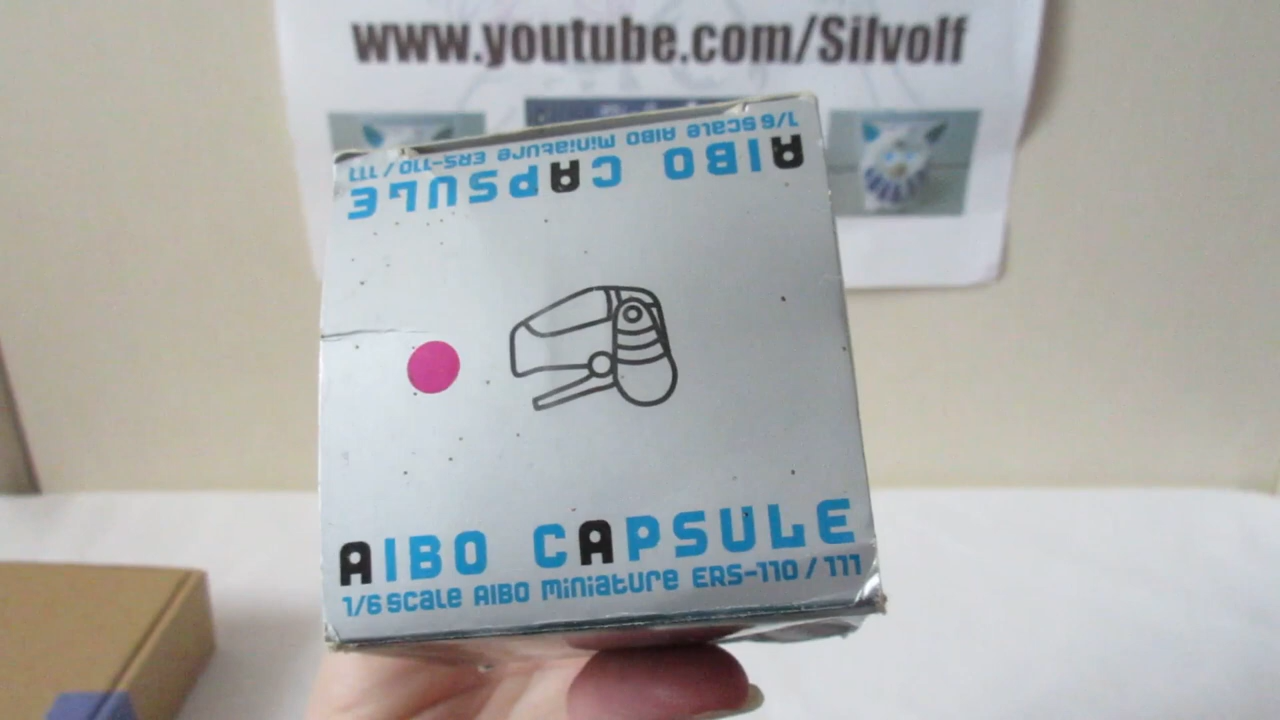 www.youtube.com/Silvolf
1/6 Scale AIBO Miniature ERS-110 / 111
AIBO CAPSULE
AIBO CAPSULE
1/6 Scale AIBO Miniature ERS-110 / 111